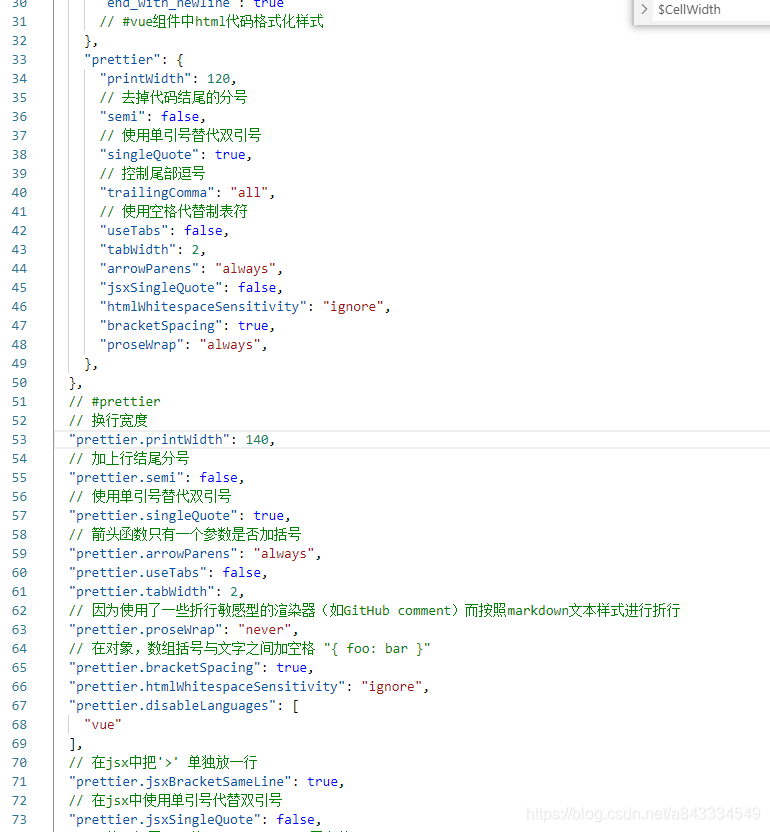 30 "end_with_newline": true
31 // #vue组件中html代码格式化样式
32 },
33 "prettier": {
34 "printWidth": 120,
35 // 去掉代码结尾的分号
36 "semi": false,
37 // 使用单引号替代双引号
38 "singleQuote": true,
39 // 控制尾部逗号
40 "trailingComma": "all",
41 // 使用空格代替制表符
42 "useTabs": false,
43 "tabWidth": 2,
44 "arrowParens": "always",
45 "jsxSingleQuote": false,
46 "htmlWhitespaceSensitivity": "ignore",
47 "bracketSpacing": true,
48 "proseWrap": "always",
49 },
50 },
51 // #prettier
52 // 换行宽度
53 "prettier.printWidth": 140,
54 // 加上行结尾分号
55 "prettier.semi": false,
56 // 使用单引号替代双引号
57 "prettier.singleQuote": true,
58 // 箭头函数只有一个参数是否加括号
59 "prettier.arrowParens": "always",
60 "prettier.useTabs": false,
61 "prettier.tabWidth": 2,
62 // 因为使用了一些折行敏感型的渲染器（如GitHub comment）而按照markdown文本样式进行折行
63 "prettier.proseWrap": "never",
64 // 在对象，数组括号与文字之间加空格 "{ foo: bar }"
65 "prettier.bracketSpacing": true,
66 "prettier.htmlWhitespaceSensitivity": "ignore",
67 "prettier.disableLanguages": [
68 "vue"
69 ],
70 // 在jsx中把'>' 单独放一行
71 "prettier.jsxBracketSameLine": true,
72 // 在jsx中使用单引号代替双引号
73 "prettier.jsxSingleQuote": false,
$CellWidth
https://blog.csdn.net/a843334549